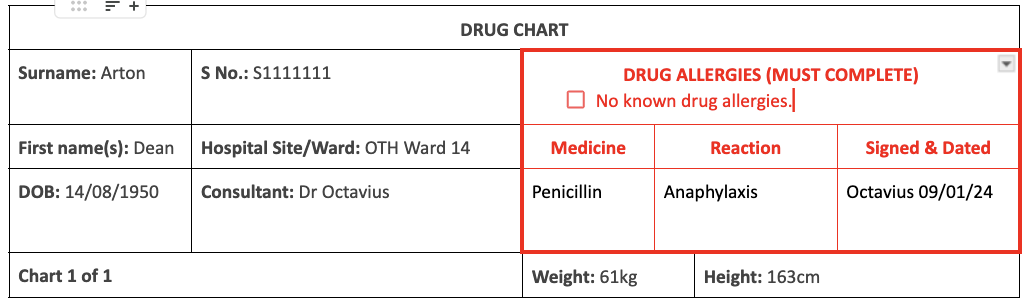 DRUG CHART
Surname: Arton
S No.: S1111111
DRUG ALLERGIES (MUST COMPLETE)
No known drug allergies.
First name(s): Dean
Hospital Site/Ward: OTH Ward 14
Medicine
Reaction
Signed & Dated
DOB: 14/08/1950
Consultant: Dr Octavius
Penicillin
Anaphylaxis
Octavius 09/01/24
Chart 1 of 1
Weight: 61kg
Height: 163cm